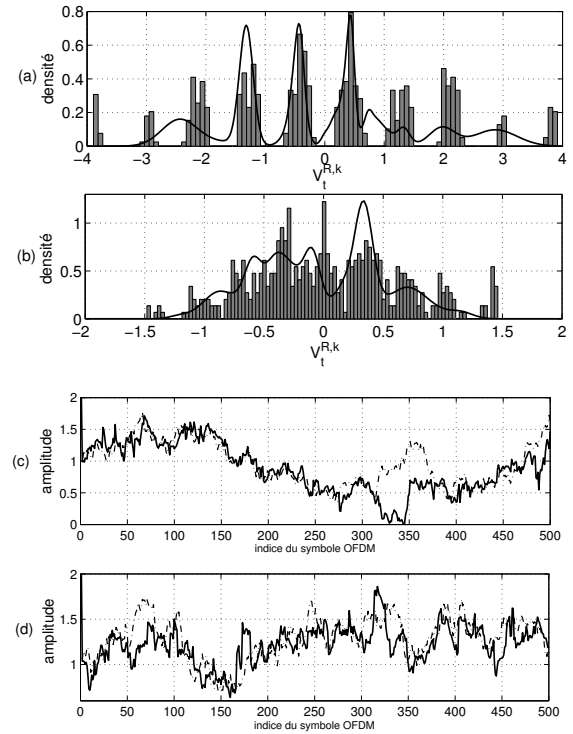 0.8
0.6
0.4
0.2
0
(a)
densité
−4 −3 −2 −1 0 1 2 3 4
V_t^{R,k}
1
0.5
0
(b)
densité
−2 −1.5 −1 −0.5 0 0.5 1 1.5 2
V_t^{R,k}
2
1.5
1
0.5
0
(c)
amplitude
0 50 100 150 200 250 300 350 400 450 500
indice du symbole OFDM
2
1.5
1
(d)
amplitude
0 50 100 150 200 250 300 350 400 450 500
indice du symbole OFDM